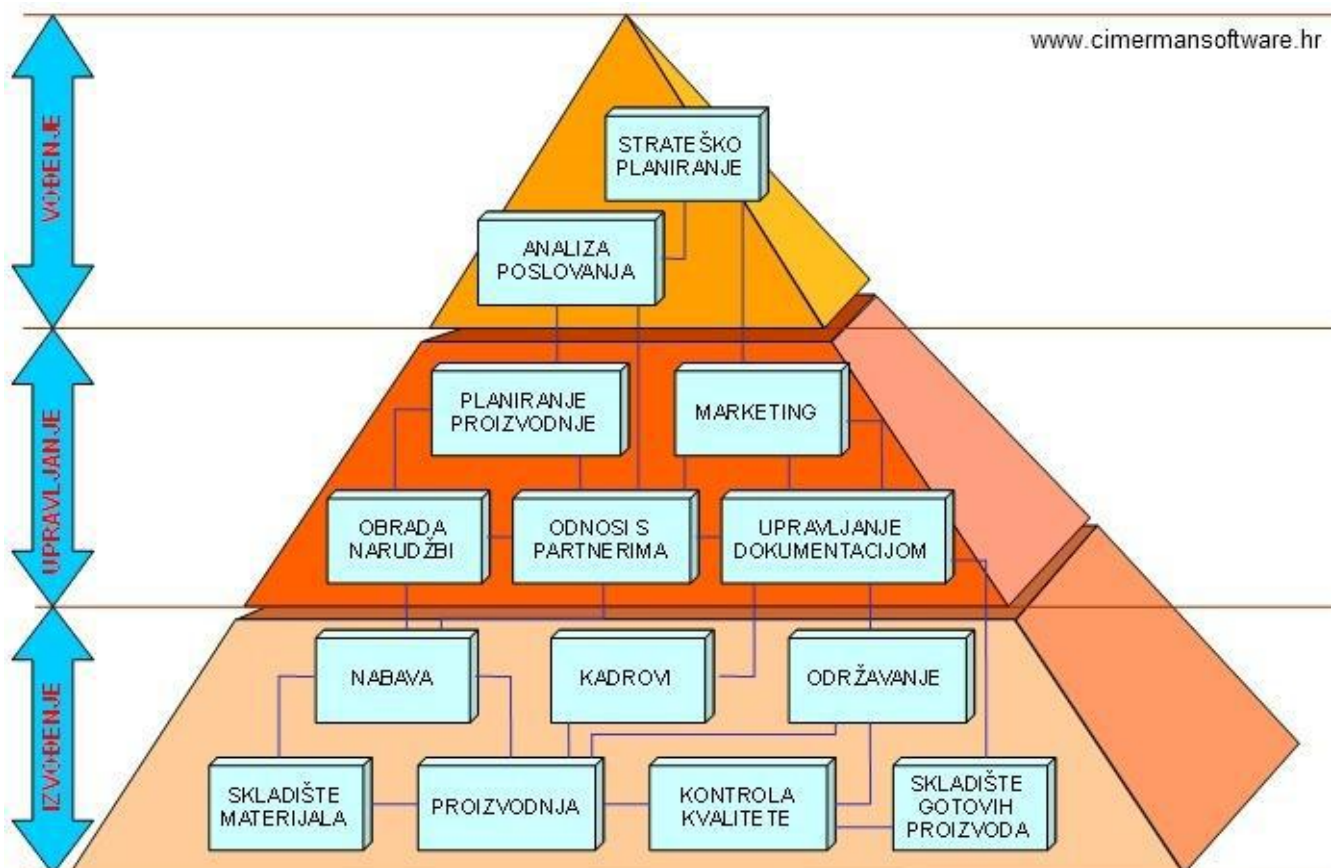 www.cimermansoftware.hr
VOĐENJE
STRATEŠKO
PLANIRANJE
ANALIZA
POSLOVANJA
UPRAVLJANJE
PLANIRANJE
PROIZVODNJE
MARKETING
OBRADA
NARUDŽBI
ODNOSI S
PARTNERIMA
UPRAVLJANJE
DOKUMENTACIJOM
IZVOĐENJE
NABAVA
KADROVI
ODRŽAVANJE
SKLADIŠTE
MATERIJALA
PROIZVODNJA
KONTROLA
KVALITETE
SKLADIŠTE
GOTOVIH
PROIZVODA